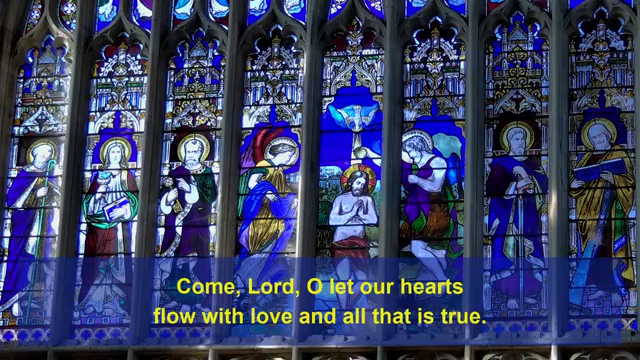 Come, Lord, O let our hearts
flow with love and all that is true.